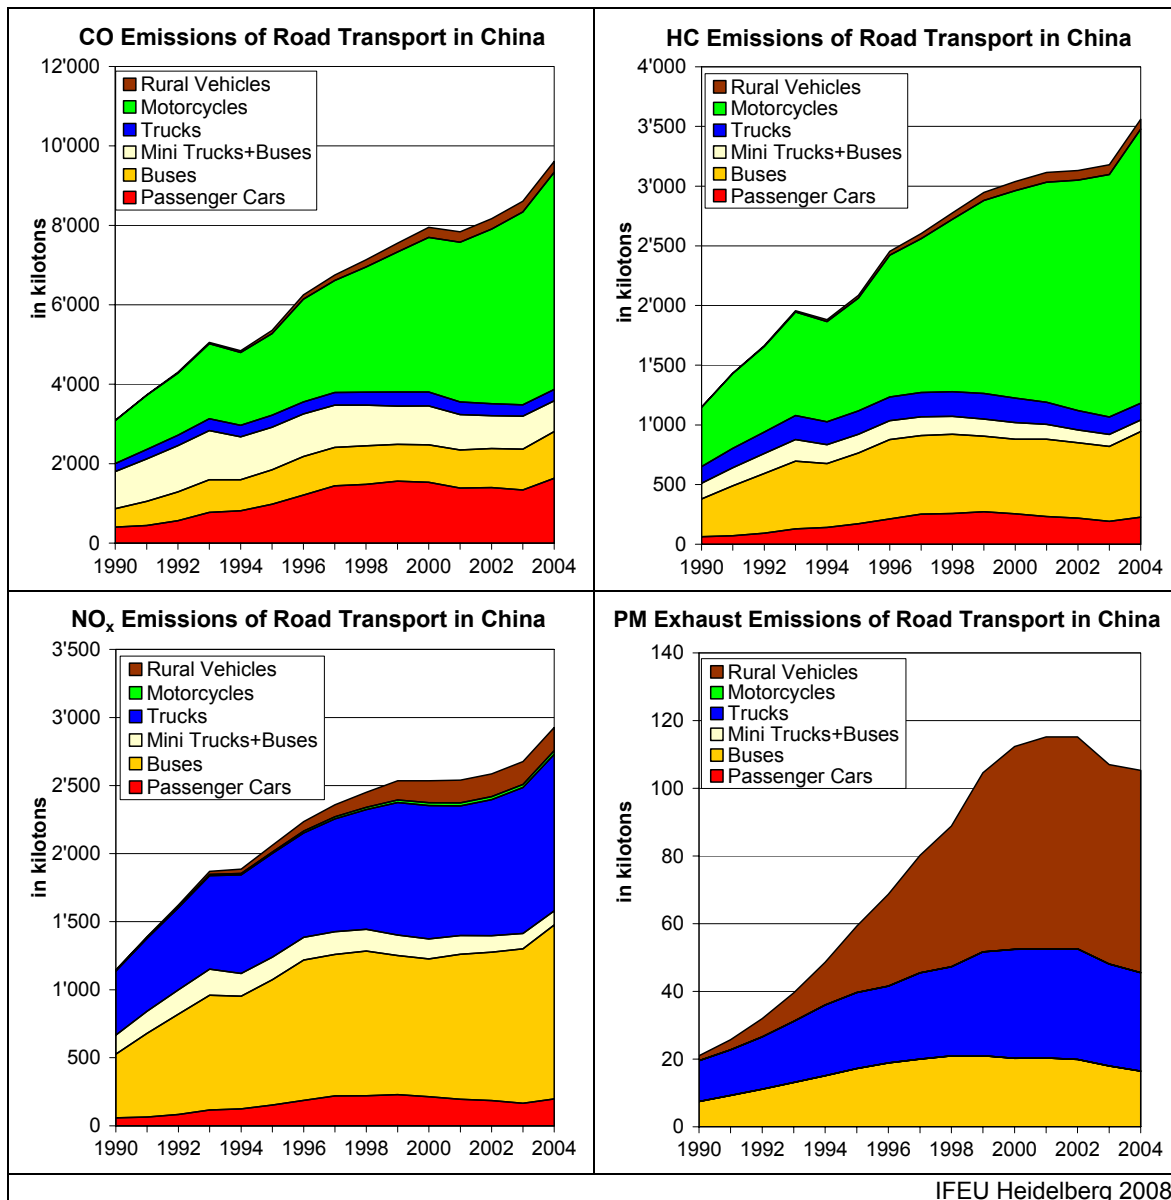 CO Emissions of Road Transport in China
12'000
10'000
8'000
6'000
4'000
2'000
0
in kilotons
Rural Vehicles
Motorcycles
Trucks
Mini Trucks+Buses
Buses
Passenger Cars
1990 1992 1994 1996 1998 2000 2002 2004
HC Emissions of Road Transport in China
4'000
3'500
3'000
2'500
2'000
1'500
1'000
500
0
in kilotons
Rural Vehicles
Motorcycles
Trucks
Mini Trucks+Buses
Buses
Passenger Cars
1990 1992 1994 1996 1998 2000 2002 2004
NOx Emissions of Road Transport in China
3'500
3'000
2'500
2'000
1'500
1'000
500
0
in kilotons
Rural Vehicles
Motorcycles
Trucks
Mini Trucks+Buses
Buses
Passenger Cars
1990 1992 1994 1996 1998 2000 2002 2004
PM Exhaust Emissions of Road Transport in China
140
120
100
80
60
40
20
0
in kilotons
Rural Vehicles
Motorcycles
Trucks
Mini Trucks+Buses
Buses
Passenger Cars
1990 1992 1994 1996 1998 2000 2002 2004
IFEU Heidelberg 2008